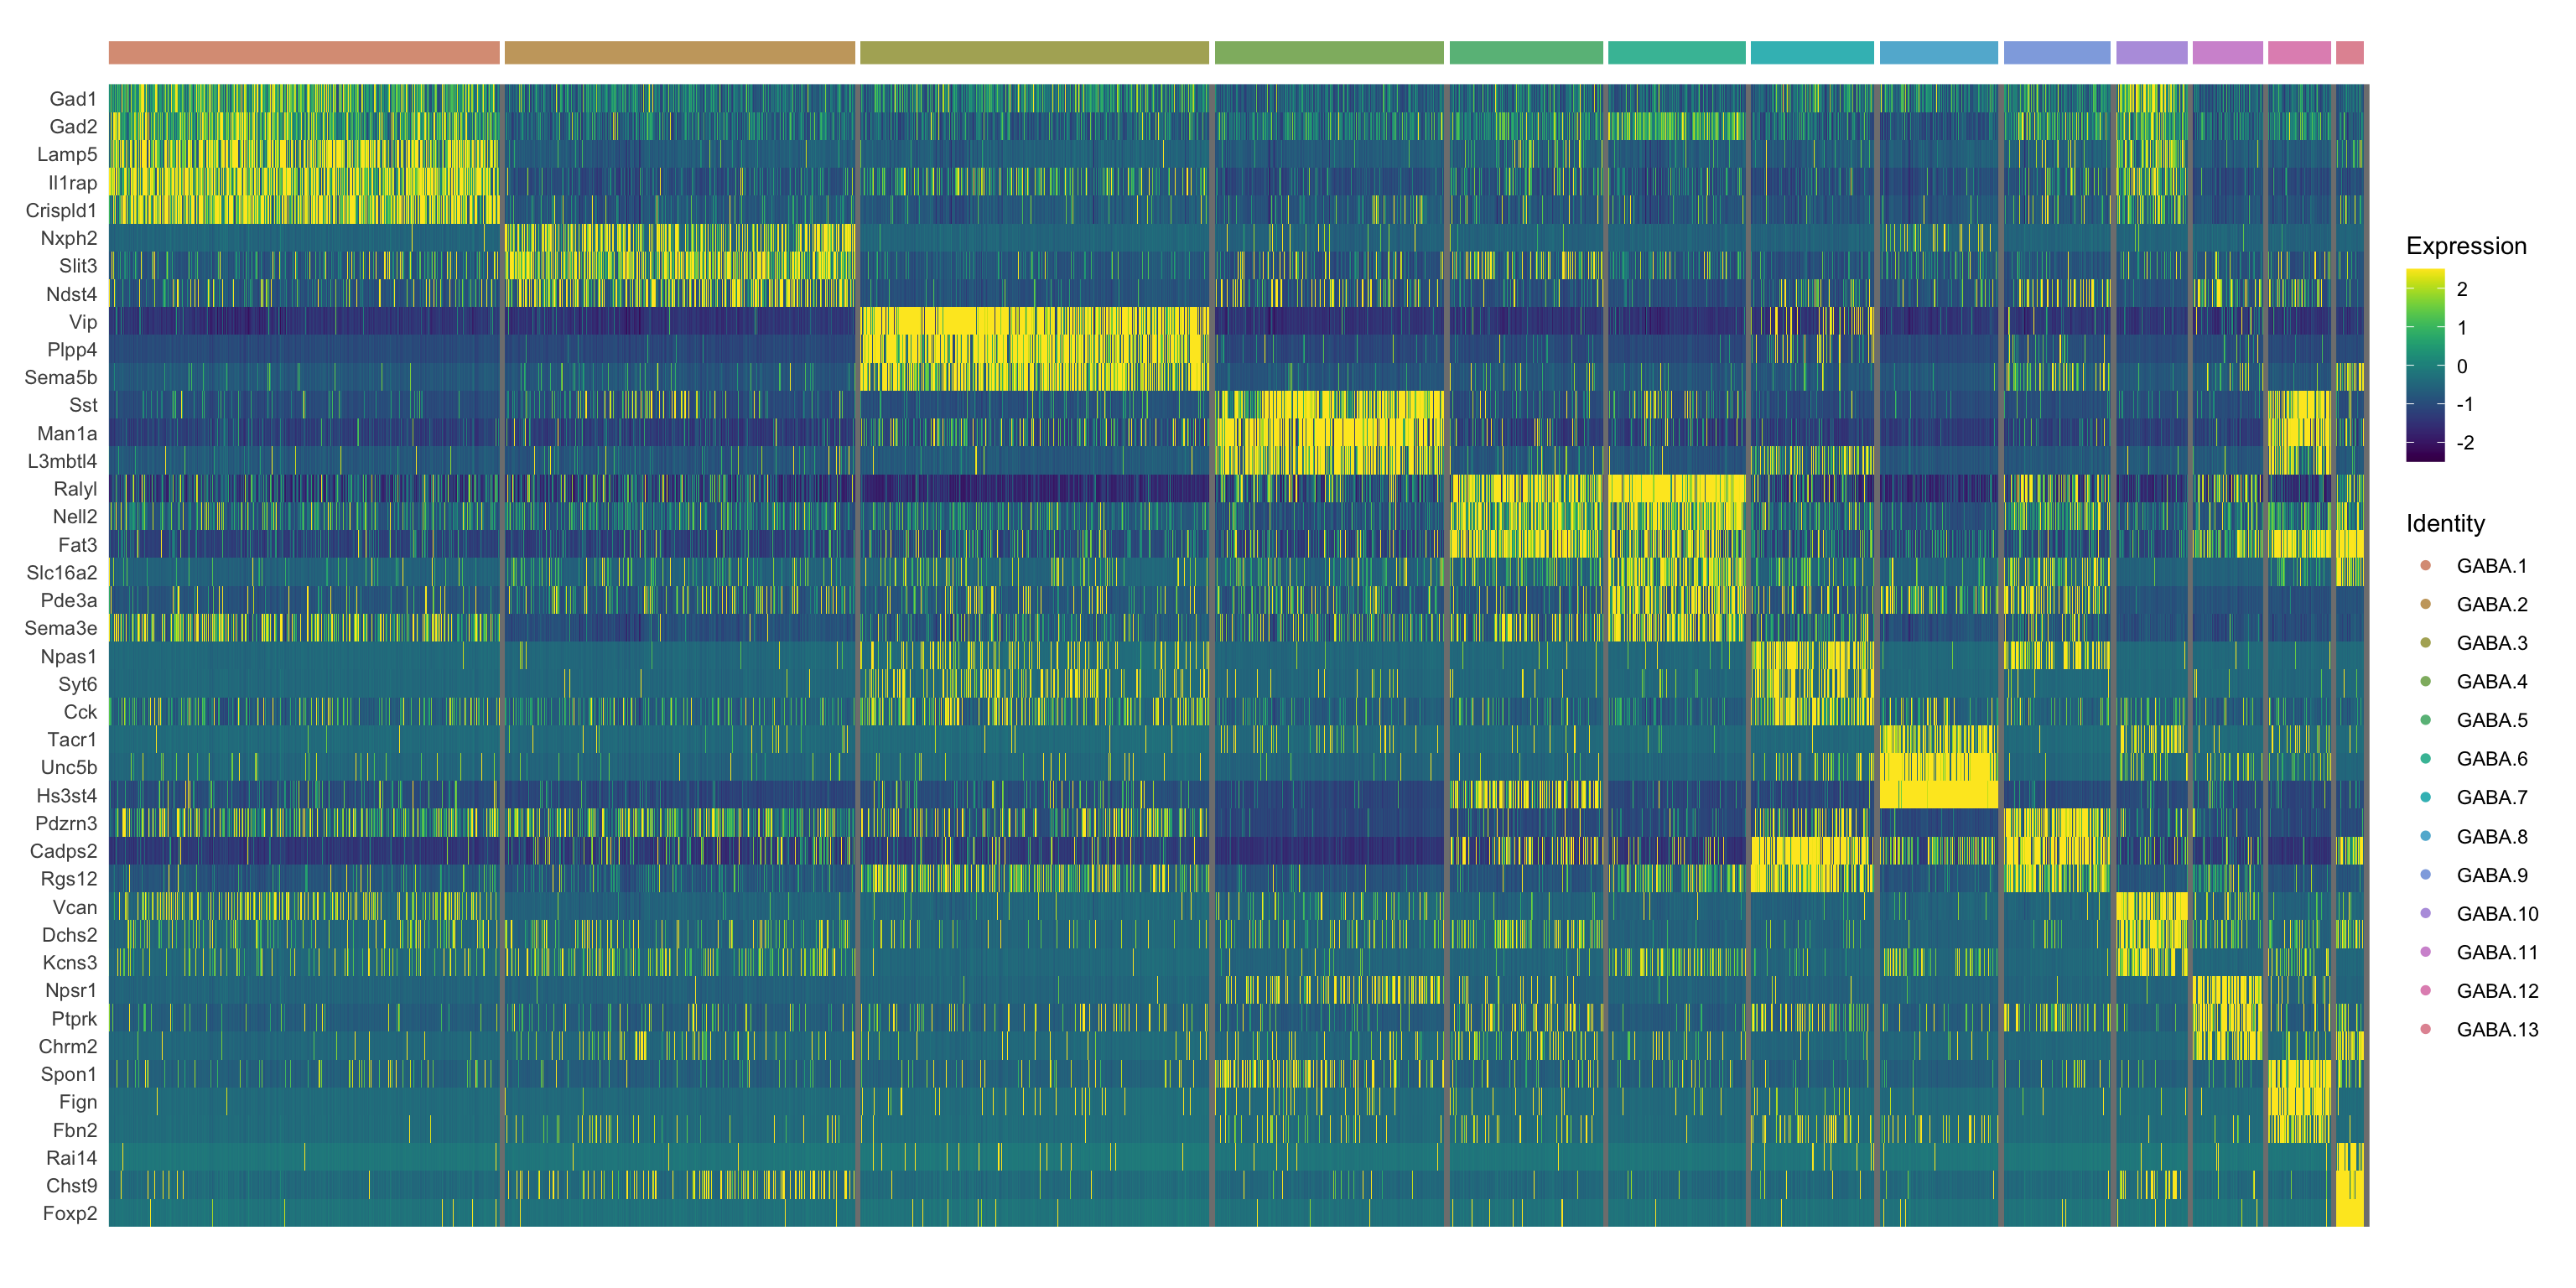 Gad1
Gad2
Lamp5
Il1rap
Crispld1
Nxph2
Slit3
Ndst4
Vip
Plpp4
Sema5b
Sst
Man1a
L3mbtl4
Ralyl
Nell2
Fat3
Slc16a2
Pde3a
Sema3e
Npas1
Syt6
Cck
Tacr1
Unc5b
Hs3st4
Pdzrn3
Cadps2
Rgs12
Vcan
Dchs2
Kcns3
Npsr1
Ptprk
Chrm2
Spon1
Fign
Fbn2
Rai14
Chst9
Foxp2
Expression
2
1
0
-1
-2
Identity
GABA.1
GABA.2
GABA.3
GABA.4
GABA.5
GABA.6
GABA.7
GABA.8
GABA.9
GABA.10
GABA.11
GABA.12
GABA.13